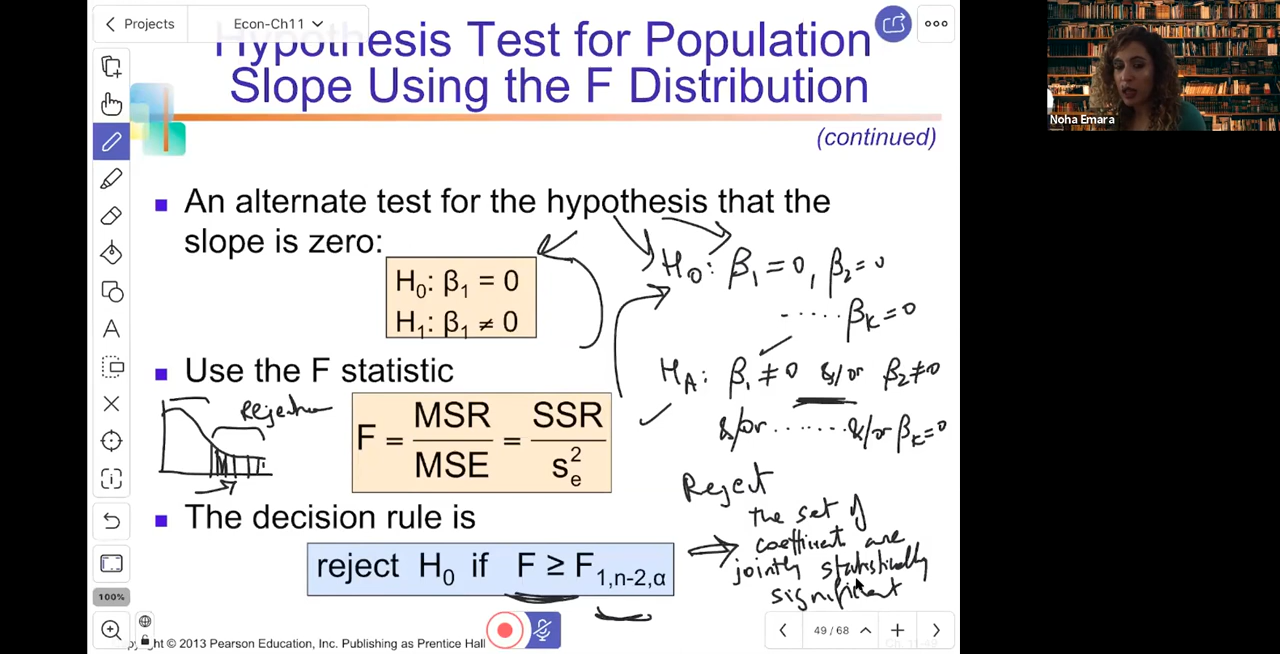 Projects
Econ-Ch11
Hypothesis Test for Population
Slope Using the F Distribution
(continued)
Noha Emara
An alternate test for the hypothesis that the
slope is zero:
H0: β1 = 0
H1: β1 ≠ 0
H0: β1 = 0, β2 = 0
..... βK = 0
HA: β1 ≠ 0 &/or β2 ≠ 0
&/or ....... &/or βK = 0
Use the F statistic
Rejection
F = MSR / MSE = SSR / s²e
Reject
the set of
coefficient are
jointly statistically
significant
The decision rule is
reject H0 if F ≥ F1,n-2,α
100%
49 / 68
ht © 2013 Pearson Education, Inc. Publishing as Prentice Hall